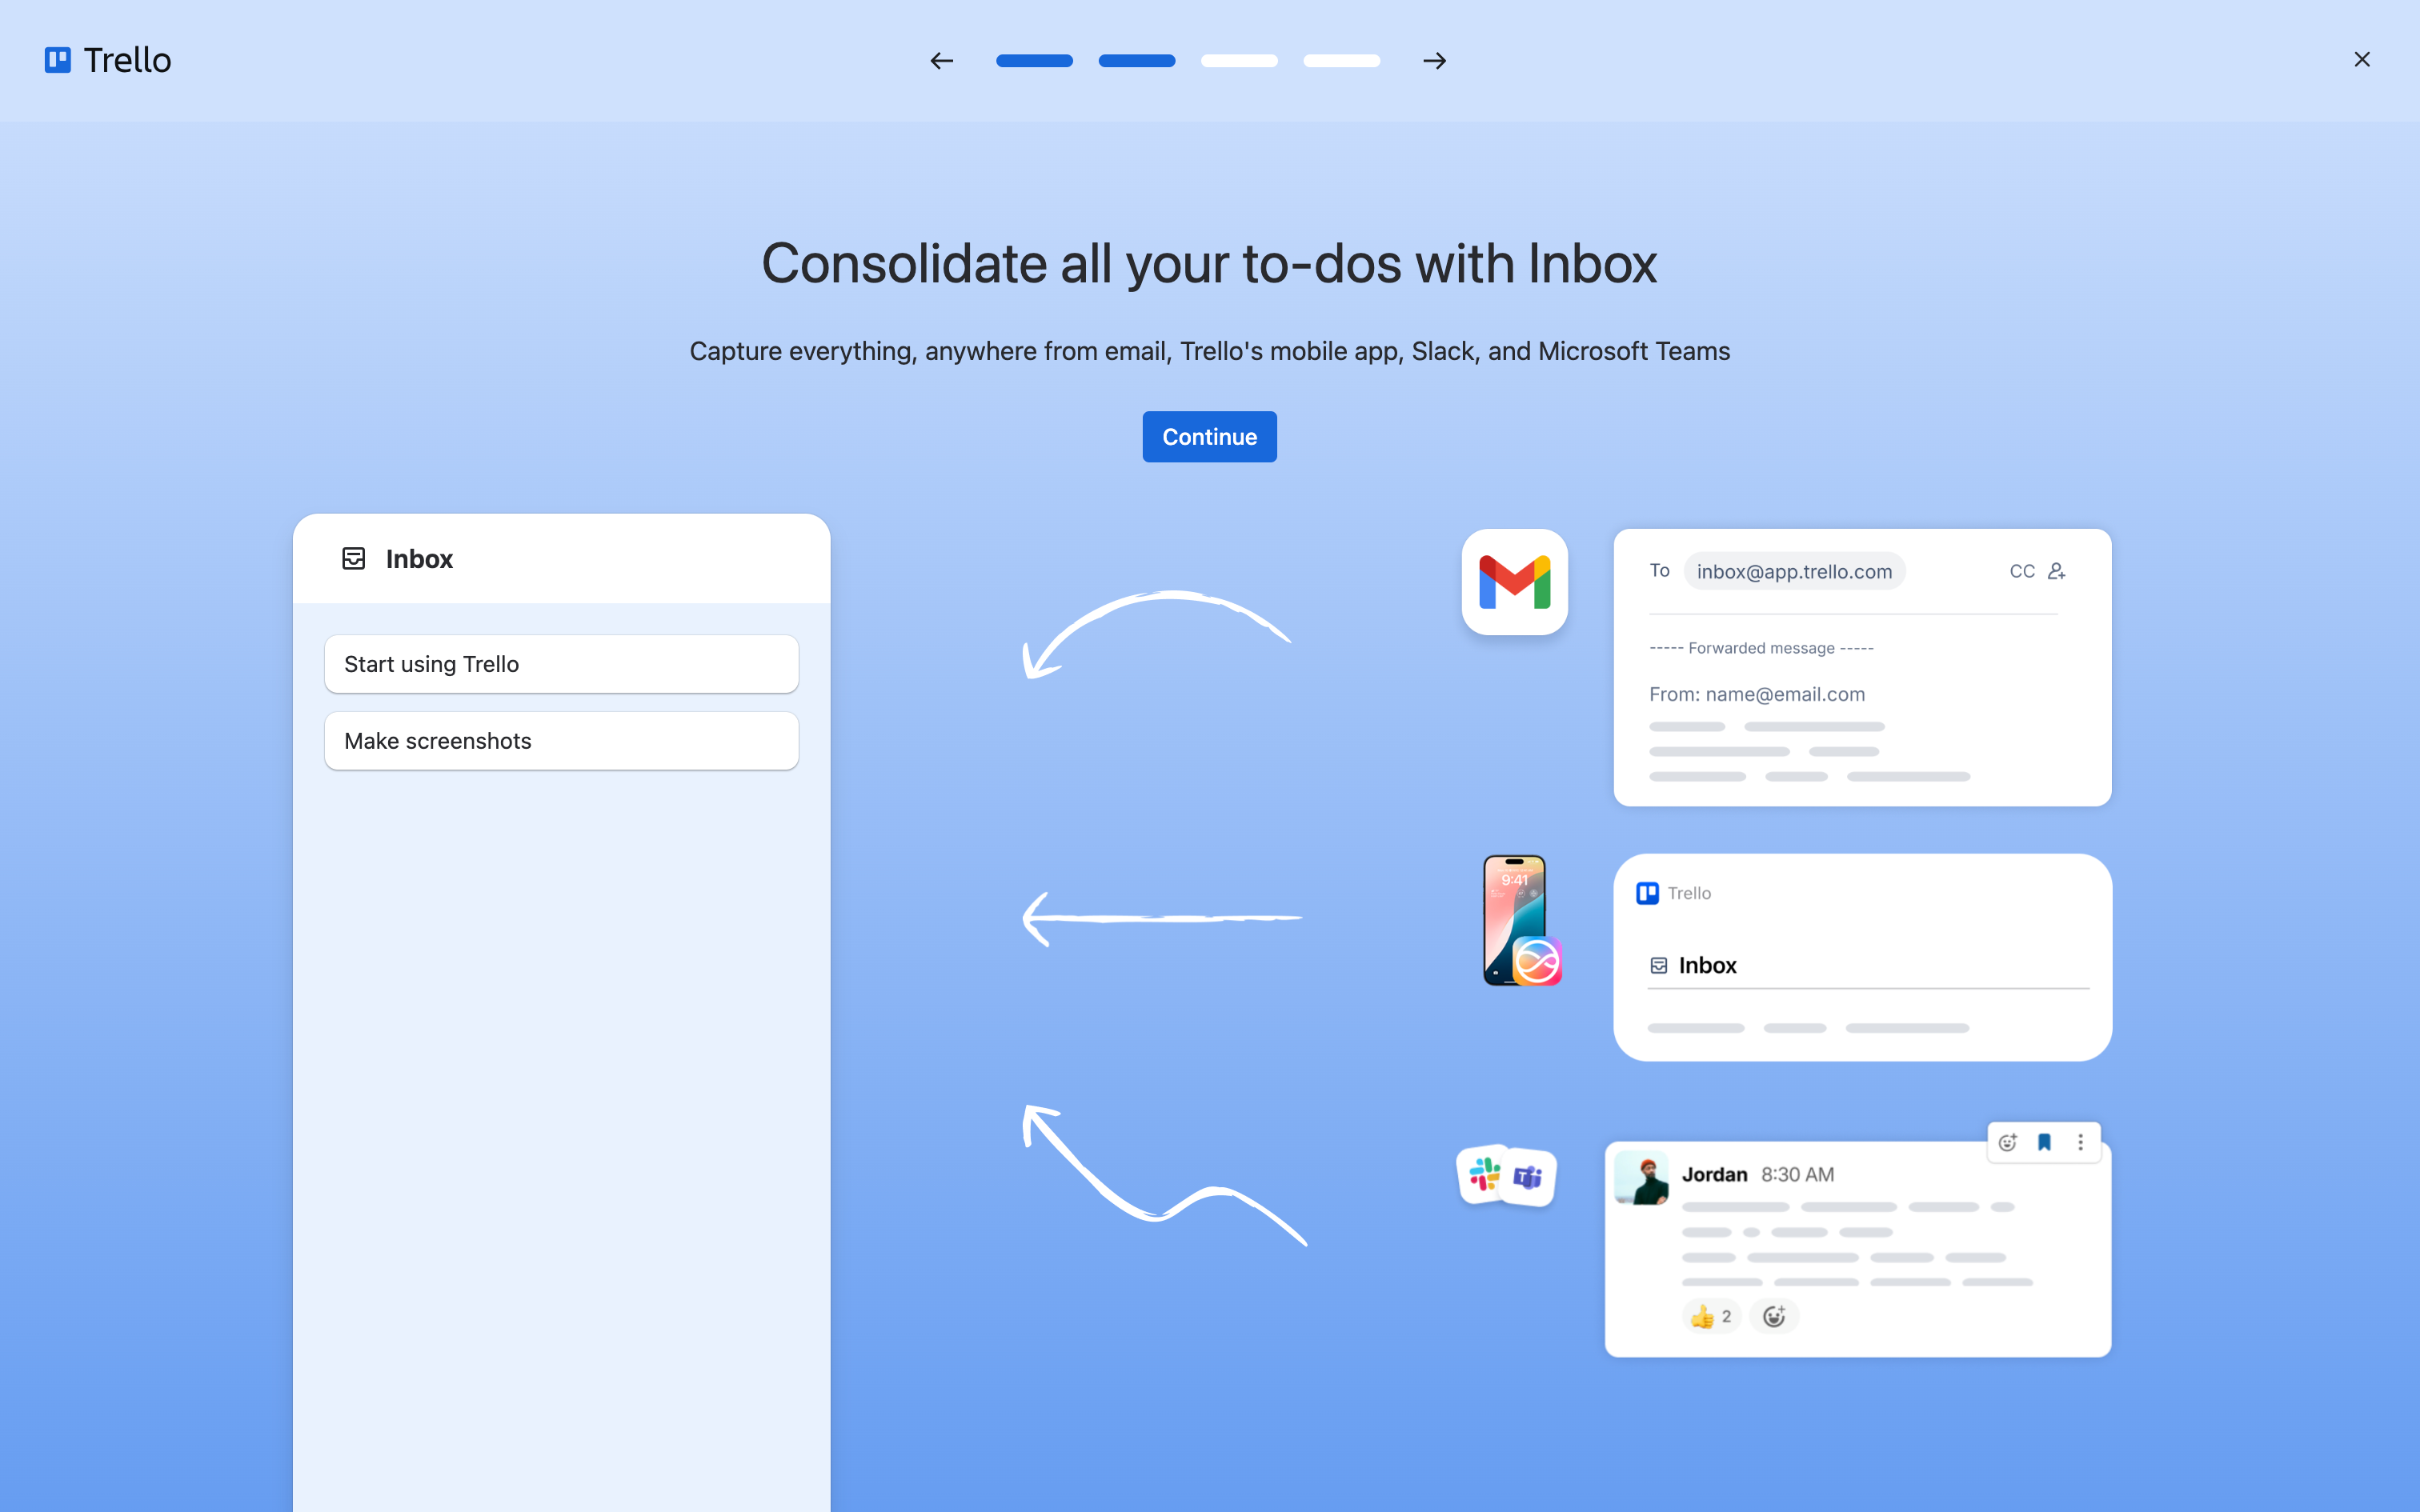 Trello
Consolidate all your to-dos with Inbox
Capture everything, anywhere from email, Trello's mobile app, Slack, and Microsoft Teams
Continue
Inbox
Start using Trello
Make screenshots
To inbox@app.trello.com CC
----- Forwarded message -----
From: name@email.com
9:41
Trello
Inbox
Jordan 8:30 AM
👍 2